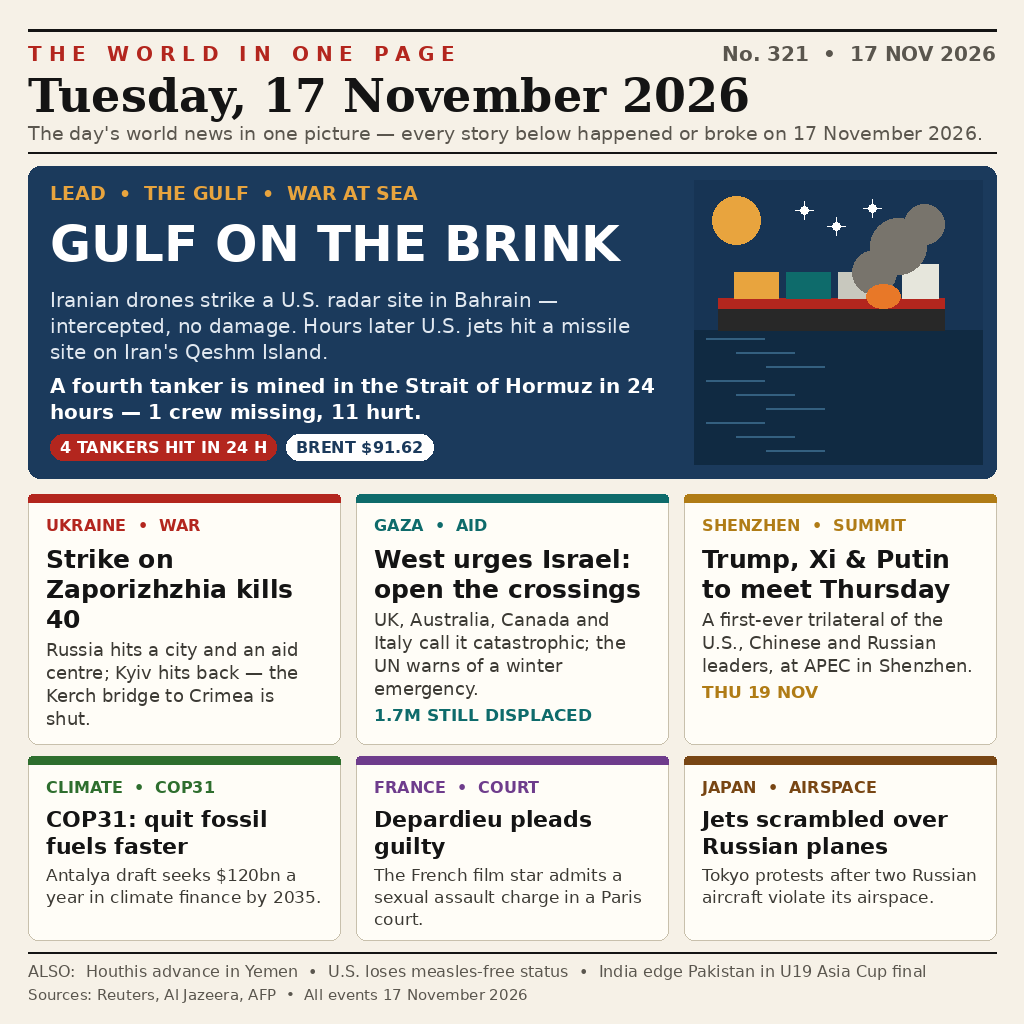 THE WORLD IN ONE PAGE
No. 321 • 17 NOV 2026
Tuesday, 17 November 2026
The day's world news in one picture — every story below happened or broke on 17 November 2026.
LEAD • THE GULF • WAR AT SEA
GULF ON THE BRINK
Iranian drones strike a U.S. radar site in Bahrain —
intercepted, no damage. Hours later U.S. jets hit a missile
site on Iran's Qeshm Island.
A fourth tanker is mined in the Strait of Hormuz in 24
hours — 1 crew missing, 11 hurt.
4 TANKERS HIT IN 24 H
BRENT $91.62
UKRAINE • WAR
Strike on
Zaporizhzhia kills
40
Russia hits a city and an aid
centre; Kyiv hits back — the
Kerch bridge to Crimea is
shut.
GAZA • AID
West urges Israel:
open the crossings
UK, Australia, Canada and
Italy call it catastrophic; the
UN warns of a winter
emergency.
1.7M STILL DISPLACED
SHENZHEN • SUMMIT
Trump, Xi & Putin
to meet Thursday
A first-ever trilateral of the
U.S., Chinese and Russian
leaders, at APEC in Shenzhen.
THU 19 NOV
CLIMATE • COP31
COP31: quit fossil
fuels faster
Antalya draft seeks $120bn a
year in climate finance by 2035.
FRANCE • COURT
Depardieu pleads
guilty
The French film star admits a
sexual assault charge in a Paris
court.
JAPAN • AIRSPACE
Jets scrambled over
Russian planes
Tokyo protests after two Russian
aircraft violate its airspace.
ALSO: Houthis advance in Yemen • U.S. loses measles-free status • India edge Pakistan in U19 Asia Cup final
Sources: Reuters, Al Jazeera, AFP • All events 17 November 2026